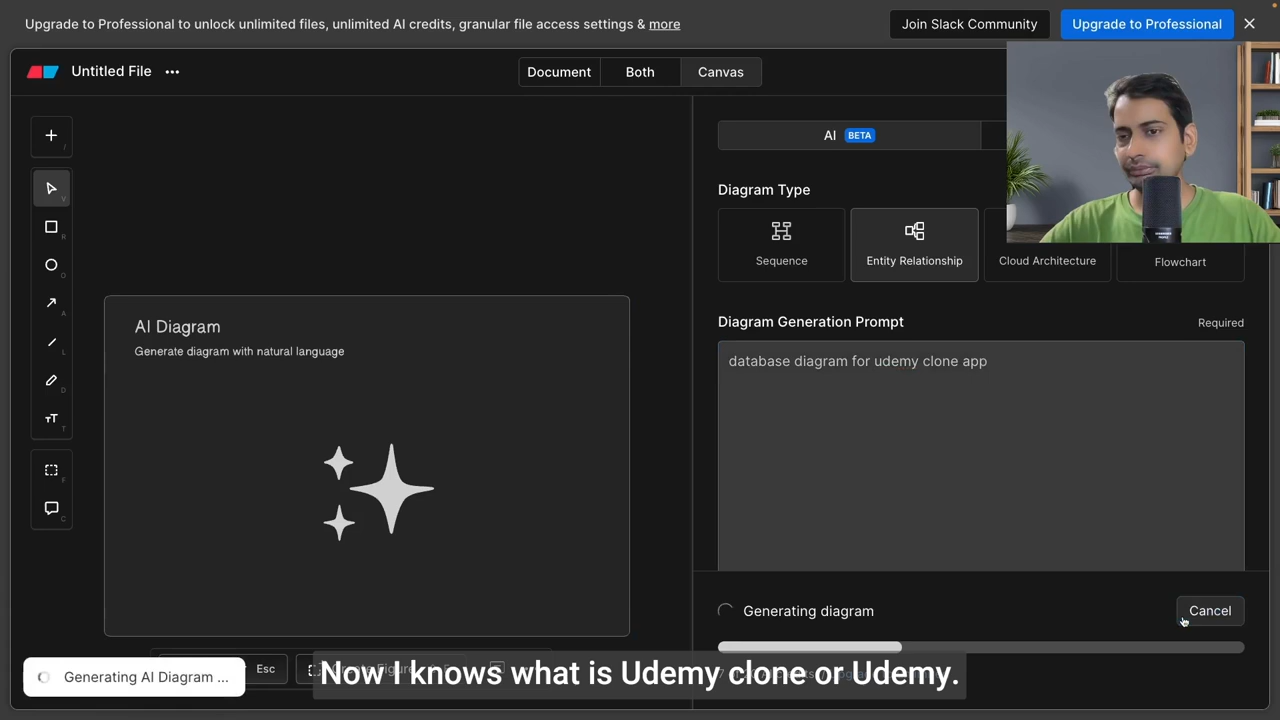 Upgrade to Professional to unlock unlimited files, unlimited AI credits, granular file access settings & more
Join Slack Community
Upgrade to Professional
Untitled File
Document
Both
Canvas
AI BETA
Diagram Type
Sequence
Entity Relationship
Cloud Architecture
Flowchart
Diagram Generation Prompt
Required
database diagram for udemy clone app
AI Diagram
Generate diagram with natural language
Generating diagram
Cancel
Esc
Generating AI Diagram ...
Now I knows what is Udemy clone or Udemy.